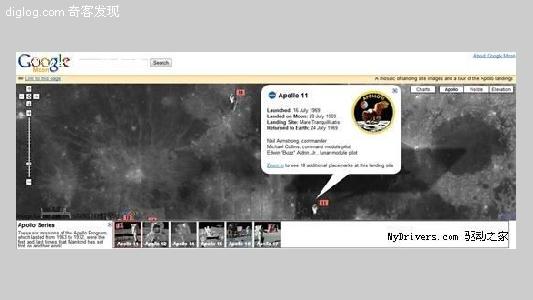 diglog.com 奇客发现
Google
Moon
Search
About Google Moon
Link to this page
A mosaic of landing site images and a tour of the Apollo landings
Charts
Apollo
Visible
Elevation
Apollo 11
Launched: 16 July 1969
Landed on Moon: 20 July 1969
Landing Site: Mare Tranquillitatis
Returned to Earth: 24 July 1969
Neil Armstrong, commander
Michael Collins, command module pilot
Edwin 'Buzz' Aldrin Jr., lunar module pilot
Zoom in to see 18 additional placemarks at this landing site
Apollo Series
These six missions of the Apollo Program,
which lasted from 1963 to 1972, were the
first and last times that Mankind has set
foot on another world
Apollo 11
Apollo 12
Apollo 14
Apollo 15
Apollo 16
Apollo 17
MyDrivers.com 驱动之家